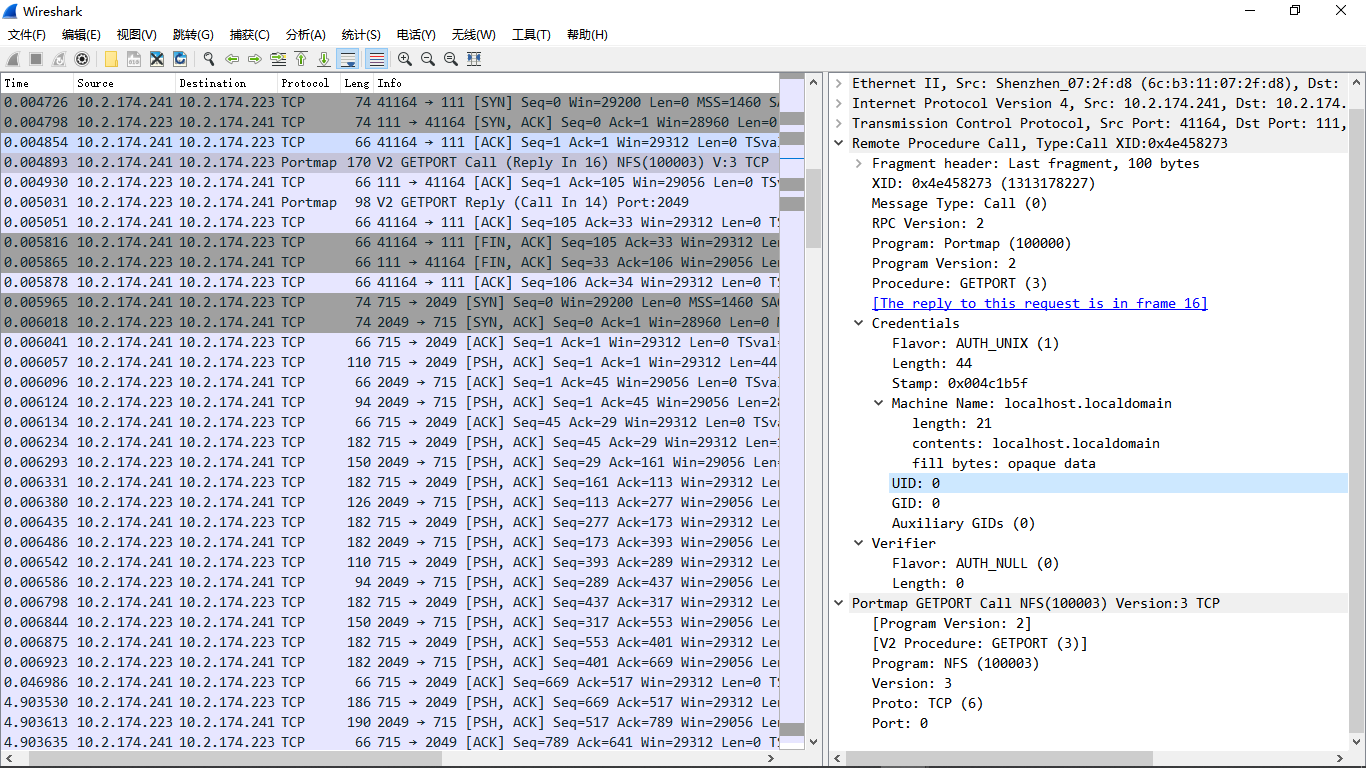 Wireshark
文件(F) 编辑(E) 视图(V) 跳转(G) 捕获(C) 分析(A) 统计(S) 电话(Y) 无线(W) 工具(T) 帮助(H)
Time Source Destination Protocol Leng Info
0.004726 10.2.174.241 10.2.174.223 TCP 74 41164 → 111 [SYN] Seq=0 Win=29200 Len=0 MSS=1460 SA
0.004798 10.2.174.223 10.2.174.241 TCP 74 111 → 41164 [SYN, ACK] Seq=0 Ack=1 Win=28960 Len=0
0.004854 10.2.174.241 10.2.174.223 TCP 66 41164 → 111 [ACK] Seq=1 Ack=1 Win=29312 Len=0 TSva
0.004893 10.2.174.241 10.2.174.223 Portmap 170 V2 GETPORT Call (Reply In 16) NFS(100003) V:3 TCP
0.004930 10.2.174.223 10.2.174.241 TCP 66 111 → 41164 [ACK] Seq=1 Ack=105 Win=29056 Len=0 TS
0.005031 10.2.174.223 10.2.174.241 Portmap 98 V2 GETPORT Reply (Call In 14) Port:2049
0.005051 10.2.174.241 10.2.174.223 TCP 66 41164 → 111 [ACK] Seq=105 Ack=33 Win=29312 Len=0 T
0.005816 10.2.174.241 10.2.174.223 TCP 66 41164 → 111 [FIN, ACK] Seq=105 Ack=33 Win=29312 Le
0.005865 10.2.174.223 10.2.174.241 TCP 66 111 → 41164 [FIN, ACK] Seq=33 Ack=106 Win=29056 Le
0.005878 10.2.174.241 10.2.174.223 TCP 66 41164 → 111 [ACK] Seq=106 Ack=34 Win=29312 Len=0 T
0.005965 10.2.174.241 10.2.174.223 TCP 74 715 → 2049 [SYN] Seq=0 Win=29200 Len=0 MSS=1460 SA
0.006018 10.2.174.223 10.2.174.241 TCP 74 2049 → 715 [SYN, ACK] Seq=0 Ack=1 Win=28960 Len=0
0.006041 10.2.174.241 10.2.174.223 TCP 66 715 → 2049 [ACK] Seq=1 Ack=1 Win=29312 Len=0 TSval
0.006057 10.2.174.241 10.2.174.223 TCP 110 715 → 2049 [PSH, ACK] Seq=1 Ack=1 Win=29312 Len=44
0.006096 10.2.174.223 10.2.174.241 TCP 66 2049 → 715 [ACK] Seq=1 Ack=45 Win=29056 Len=0 TSva
0.006124 10.2.174.223 10.2.174.241 TCP 94 2049 → 715 [PSH, ACK] Seq=1 Ack=45 Win=29056 Len=2
0.006134 10.2.174.241 10.2.174.223 TCP 66 715 → 2049 [ACK] Seq=45 Ack=29 Win=29312 Len=0 TSv
0.006234 10.2.174.241 10.2.174.223 TCP 182 715 → 2049 [PSH, ACK] Seq=45 Ack=29 Win=29312 Len=
0.006293 10.2.174.223 10.2.174.241 TCP 150 2049 → 715 [PSH, ACK] Seq=29 Ack=161 Win=29056 Le
0.006331 10.2.174.241 10.2.174.223 TCP 182 715 → 2049 [PSH, ACK] Seq=161 Ack=113 Win=29312 Le
0.006380 10.2.174.223 10.2.174.241 TCP 126 2049 → 715 [PSH, ACK] Seq=113 Ack=277 Win=29056 Le
0.006435 10.2.174.241 10.2.174.223 TCP 182 715 → 2049 [PSH, ACK] Seq=277 Ack=173 Win=29312 Le
0.006486 10.2.174.223 10.2.174.241 TCP 182 2049 → 715 [PSH, ACK] Seq=173 Ack=393 Win=29056 Le
0.006542 10.2.174.241 10.2.174.223 TCP 110 715 → 2049 [PSH, ACK] Seq=393 Ack=289 Win=29312 Le
0.006586 10.2.174.223 10.2.174.241 TCP 94 2049 → 715 [PSH, ACK] Seq=289 Ack=437 Win=29056 Le
0.006798 10.2.174.241 10.2.174.223 TCP 182 715 → 2049 [PSH, ACK] Seq=437 Ack=317 Win=29312 Le
0.006844 10.2.174.223 10.2.174.241 TCP 150 2049 → 715 [PSH, ACK] Seq=317 Ack=553 Win=29056 Le
0.006875 10.2.174.241 10.2.174.223 TCP 182 715 → 2049 [PSH, ACK] Seq=553 Ack=401 Win=29312 Le
0.006923 10.2.174.223 10.2.174.241 TCP 182 2049 → 715 [PSH, ACK] Seq=401 Ack=669 Win=29056 Le
0.046986 10.2.174.241 10.2.174.223 TCP 66 715 → 2049 [ACK] Seq=669 Ack=517 Win=29312 Len=0 T
4.903530 10.2.174.241 10.2.174.223 TCP 186 715 → 2049 [PSH, ACK] Seq=669 Ack=517 Win=29312 Le
4.903613 10.2.174.223 10.2.174.241 TCP 190 2049 → 715 [PSH, ACK] Seq=517 Ack=789 Win=29056 Le
4.903635 10.2.174.241 10.2.174.223 TCP 66 715 → 2049 [ACK] Seq=789 Ack=641 Win=29312 Len=0 T
Ethernet II, Src: Shenzhen_07:2f:d8 (6c:b3:11:07:2f:d8), Dst:
Internet Protocol Version 4, Src: 10.2.174.241, Dst: 10.2.174.
Transmission Control Protocol, Src Port: 41164, Dst Port: 111,
Remote Procedure Call, Type:Call XID:0x4e458273
Fragment header: Last fragment, 100 bytes
XID: 0x4e458273 (1313178227)
Message Type: Call (0)
RPC Version: 2
Program: Portmap (100000)
Program Version: 2
Procedure: GETPORT (3)
[The reply to this request is in frame 16]
Credentials
Flavor: AUTH_UNIX (1)
Length: 44
Stamp: 0x004c1b5f
Machine Name: localhost.localdomain
length: 21
contents: localhost.localdomain
fill bytes: opaque data
UID: 0
GID: 0
Auxiliary GIDs (0)
Verifier
Flavor: AUTH_NULL (0)
Length: 0
Portmap GETPORT Call NFS(100003) Version:3 TCP
[Program Version: 2]
[V2 Procedure: GETPORT (3)]
Program: NFS (100003)
Version: 3
Proto: TCP (6)
Port: 0